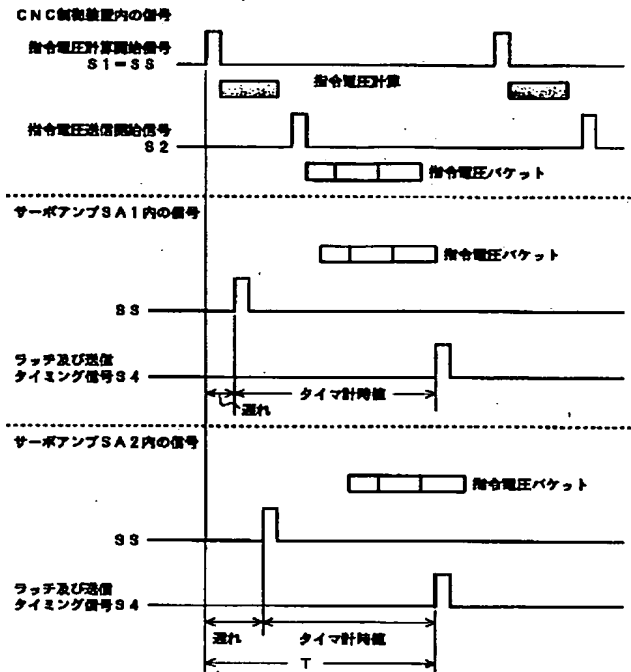 CNC制御装置内の信号
指令電圧計算開始信号
S1=SS
指令電圧計算
指令電圧送信開始信号
S2
指令電圧パケット
サーボアンプSA1内の信号
指令電圧パケット
SS
ラッチ及び送信
タイミング信号S4
タイマ計時値
遅れ
サーボアンプSA2内の信号
指令電圧パケット
SS
ラッチ及び送信
タイミング信号S4
遅れ
タイマ計時値
T